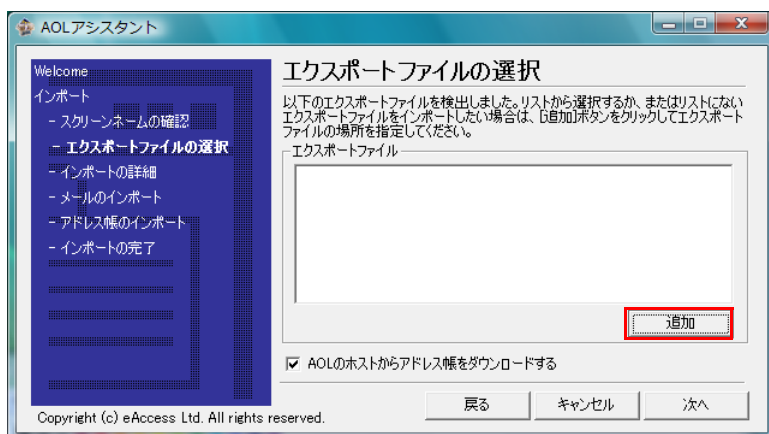 AOLアシスタント
Welcome
インポート
- スクリーンネームの確認
- エクスポートファイルの選択
- インポートの詳細
- メールのインポート
- アドレス帳のインポート
- インポートの完了
Copyright (c) eAccess Ltd. All rights reserved.
エクスポートファイルの選択
以下のエクスポートファイルを検出しました。リストから選択するか、またはリストにない
エクスポートファイルをインポートしたい場合は、[追加]ボタンをクリックしてエクスポート
ファイルの場所を指定してください。
エクスポートファイル
追加
AOLのホストからアドレス帳をダウンロードする
戻る
キャンセル
次へ